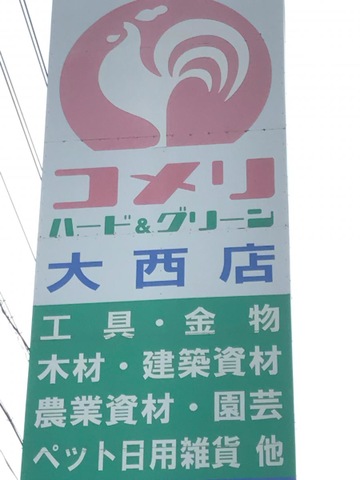 コメリ
ハード&グリーン
大西店
工具・金物
木材・建築資材
農業資材・園芸
ペット日用雑貨 他